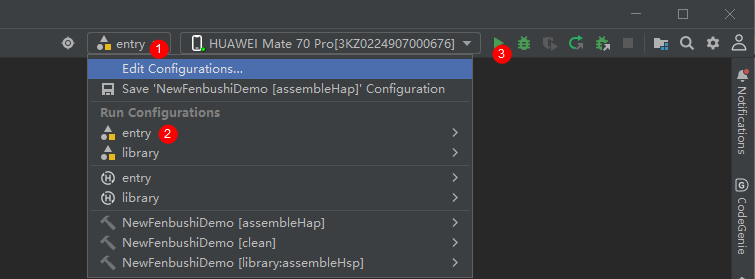 entry 1 HUAWEI Mate 70 Pro[3KZ0224907000676] 3
Edit Configurations...
Save 'NewFenbushiDemo [assembleHap]' Configuration
Run Configurations
entry 2
library
entry
library
NewFenbushiDemo [assembleHap]
NewFenbushiDemo [clean]
NewFenbushiDemo [library:assembleHsp]
Notifications
CodeGenie